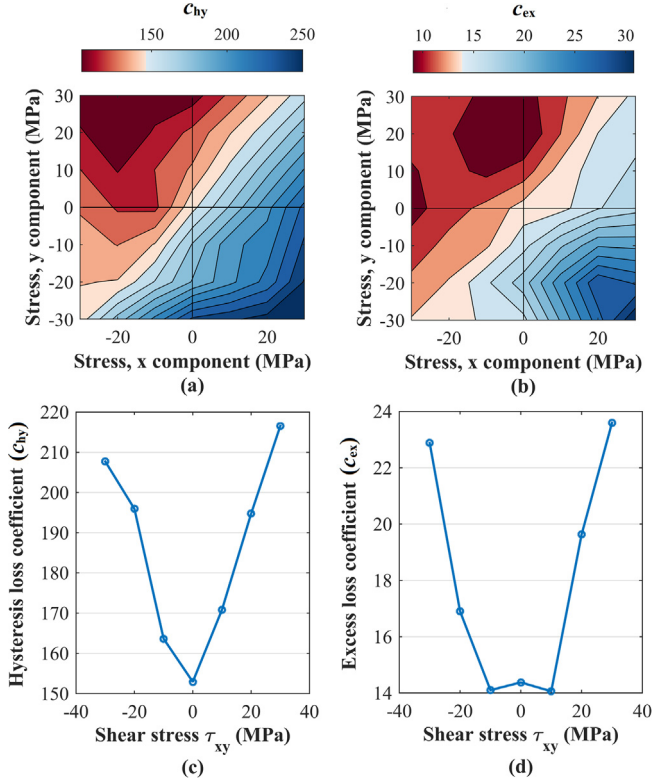 c_hy
c_ex
150 200 250
10 15 20 25 30
Stress, y component (MPa)
30
20
10
0
-10
-20
-30
-20 0 20
Stress, x component (MPa)
(a)
Stress, y component (MPa)
30
20
10
0
-10
-20
-30
-20 0 20
Stress, x component (MPa)
(b)
Hysteresis loss coefficient (c_hy)
220
210
200
190
180
170
160
150
-40 -20 0 20 40
Shear stress τ_xy (MPa)
(c)
Excess loss coefficient (c_ex)
24
22
20
18
16
14
-40 -20 0 20 40
Shear stress τ_xy (MPa)
(d)